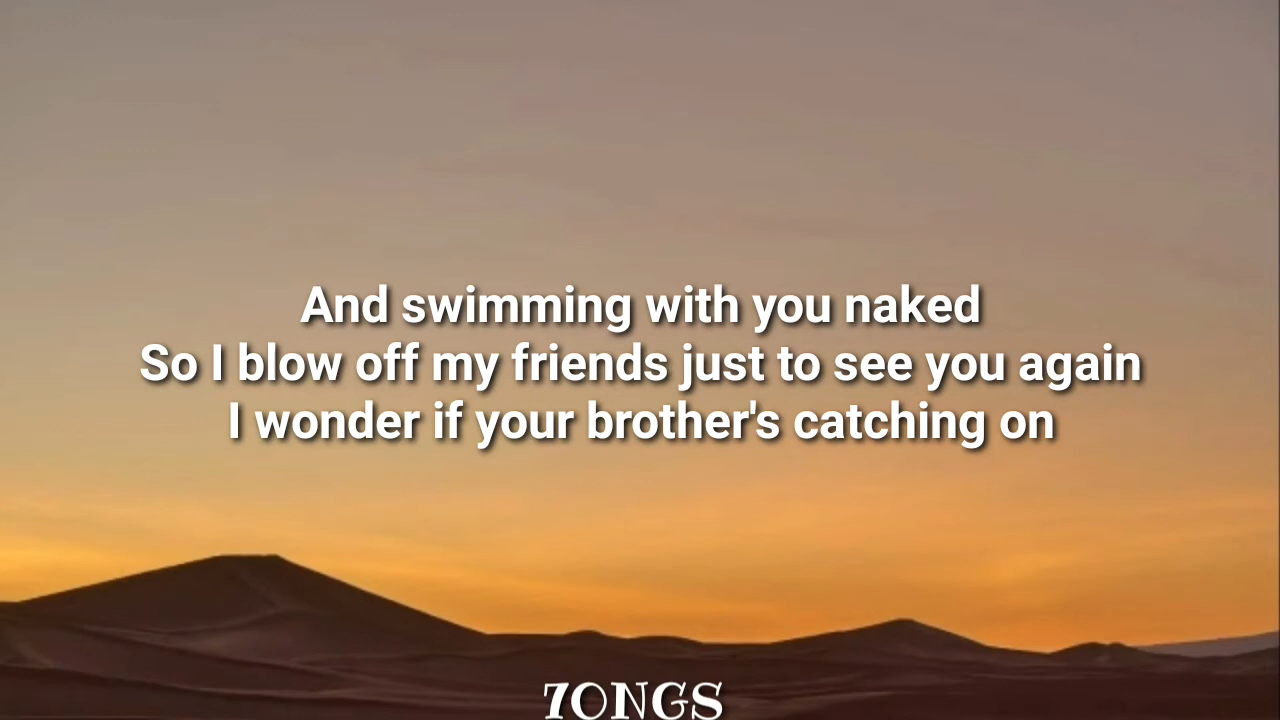 And swimming with you naked
So I blow off my friends just to see you again
I wonder if your brother's catching on
7ONGS